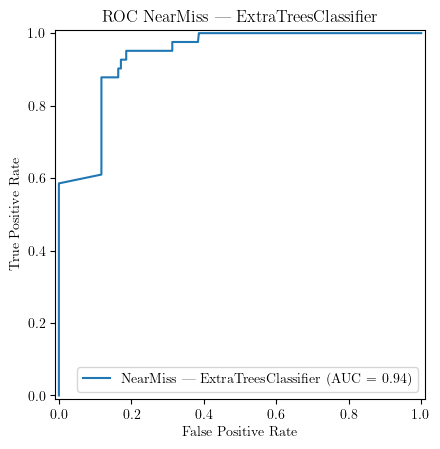 ROC NearMiss — ExtraTreesClassifier
True Positive Rate
1.0
0.8
0.6
0.4
0.2
0.0
NearMiss — ExtraTreesClassifier (AUC = 0.94)
0.0 0.2 0.4 0.6 0.8 1.0
False Positive Rate